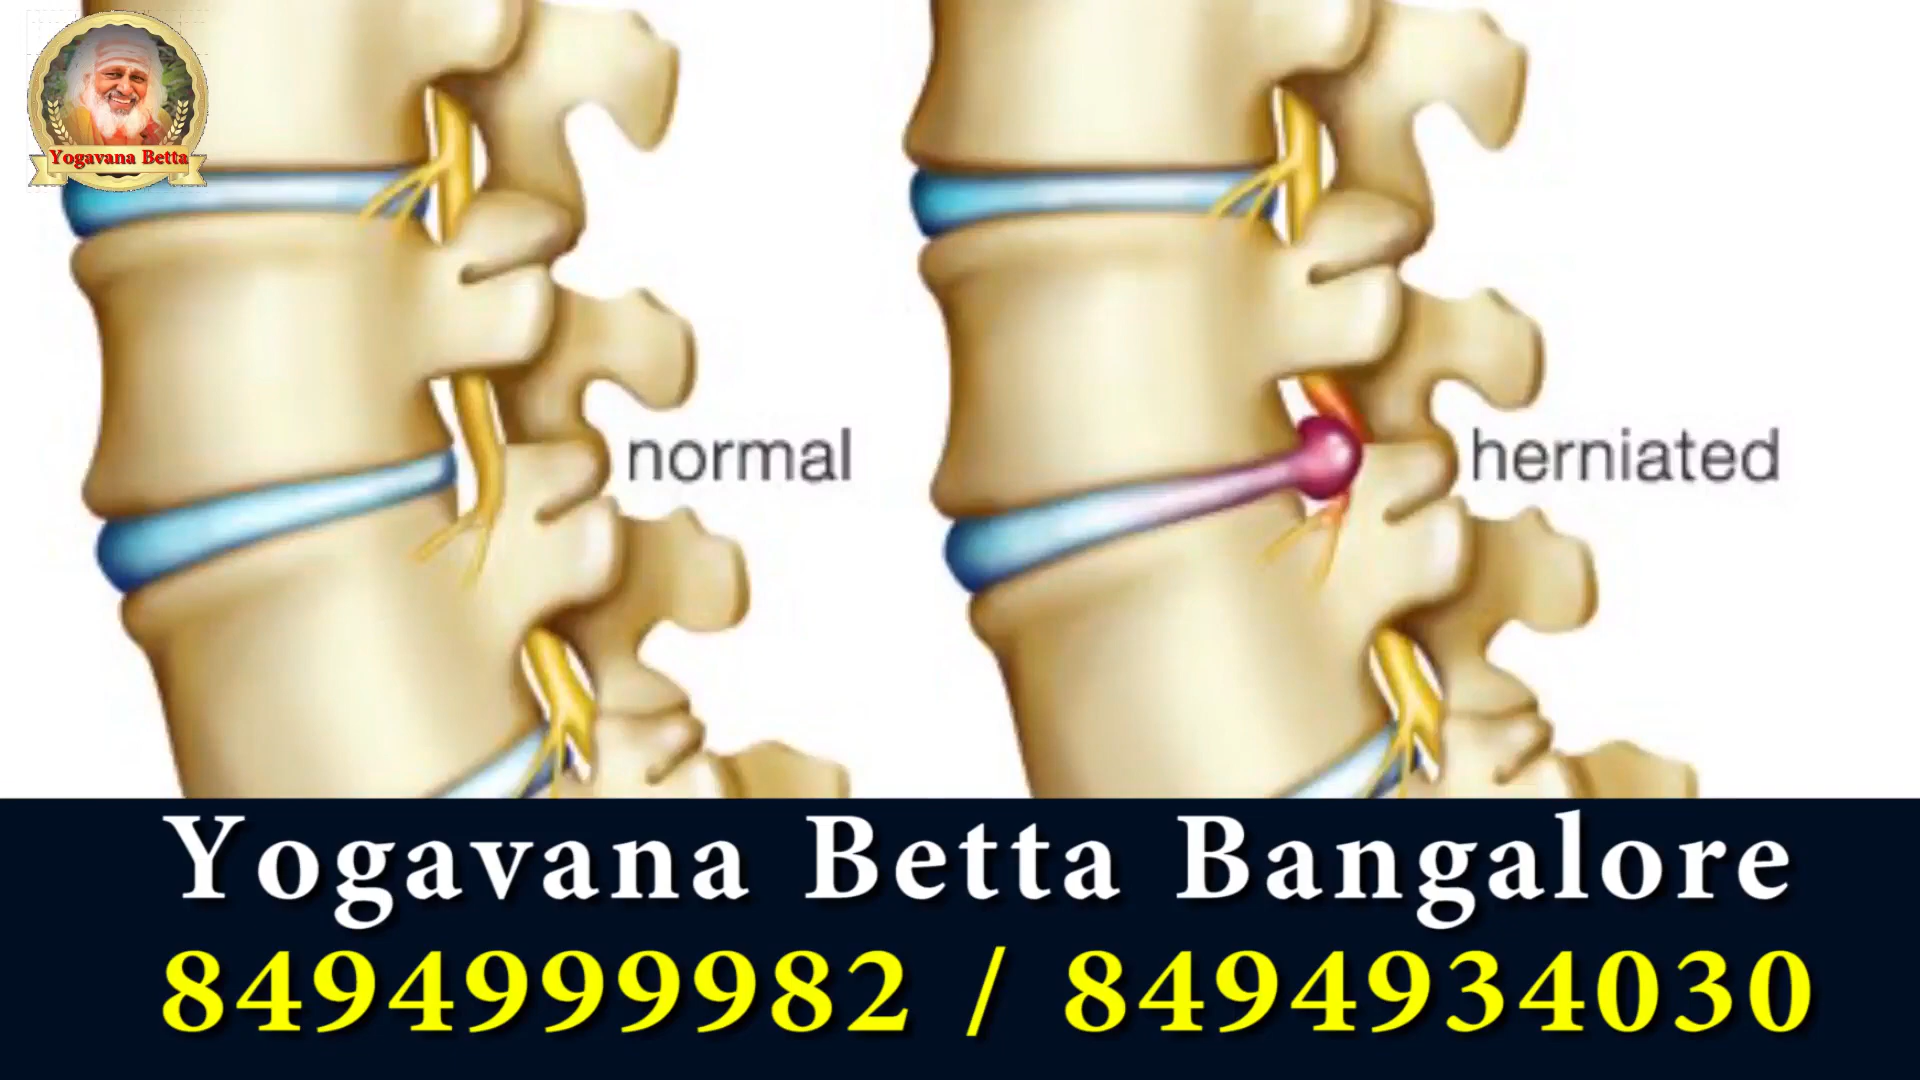 Yogavana Betta
normal
herniated
Yogavana Betta Bangalore
8494999982 / 8494934030